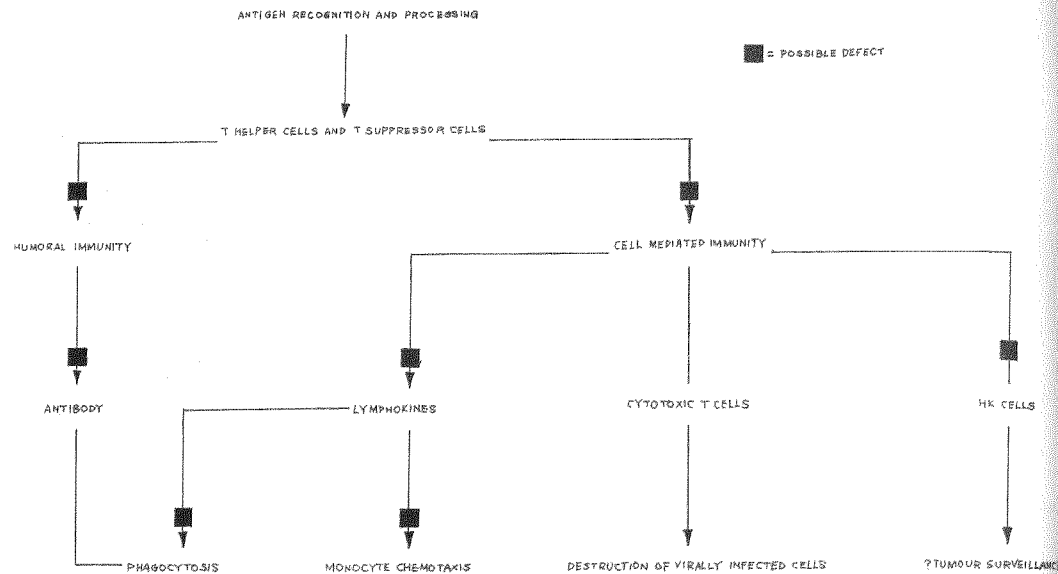 ANTIGEN RECOGNITION AND PROCESSING
= POSSIBLE DEFECT
T HELPER CELLS AND T SUPPRESSOR CELLS
HUMORAL IMMUNITY
CELL MEDIATED IMMUNITY
ANTIBODY
LYMPHOKINES
CYTOTOXIC T CELLS
NK CELLS
PHAGOCYTOSIS
MONOCYTE CHEMOTAXIS
DESTRUCTION OF VIRALLY INFECTED CELLS
?TUMOUR SURVEILLANC